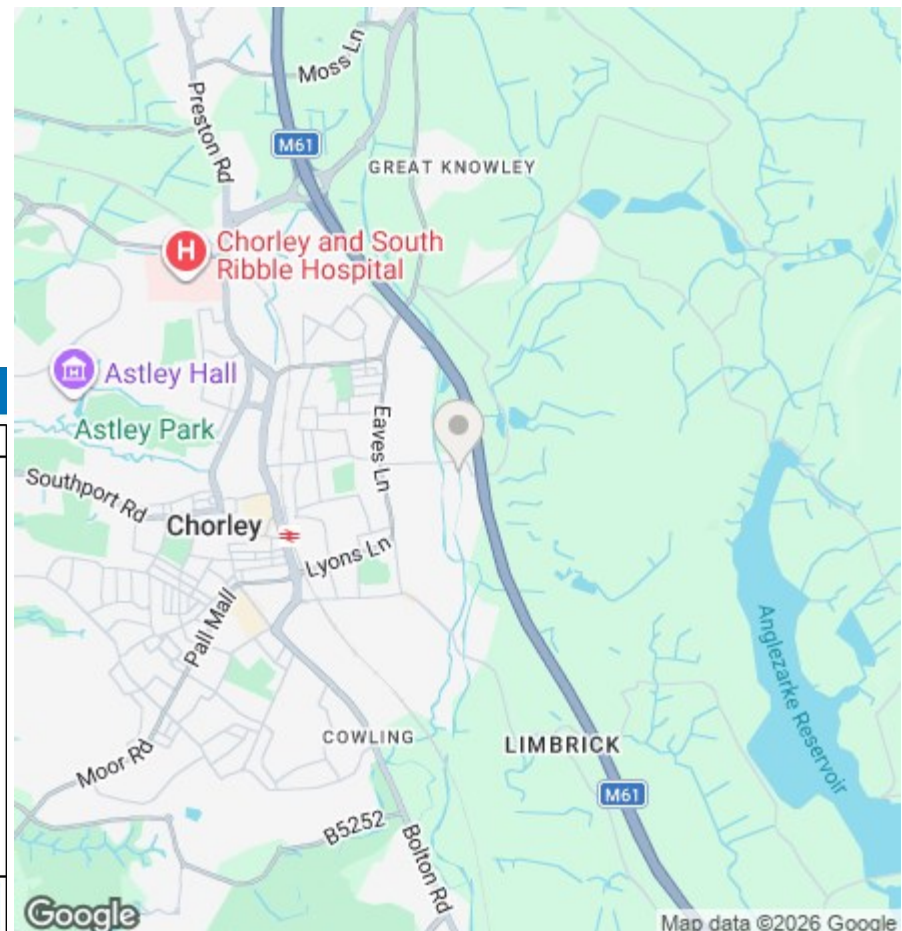 Moss Ln
Preston Rd
M61
GREAT KNOWLEY
H
Chorley and South
Ribble Hospital
Astley Hall
Astley Park
Eaves Ln
Southport Rd
Chorley
Lyons Ln
Pall Mall
Anglezarke Reservoir
COWLING
LIMBRICK
Moor Rd
M61
B5252
Bolton Rd
Google
Map data ©2026 Google